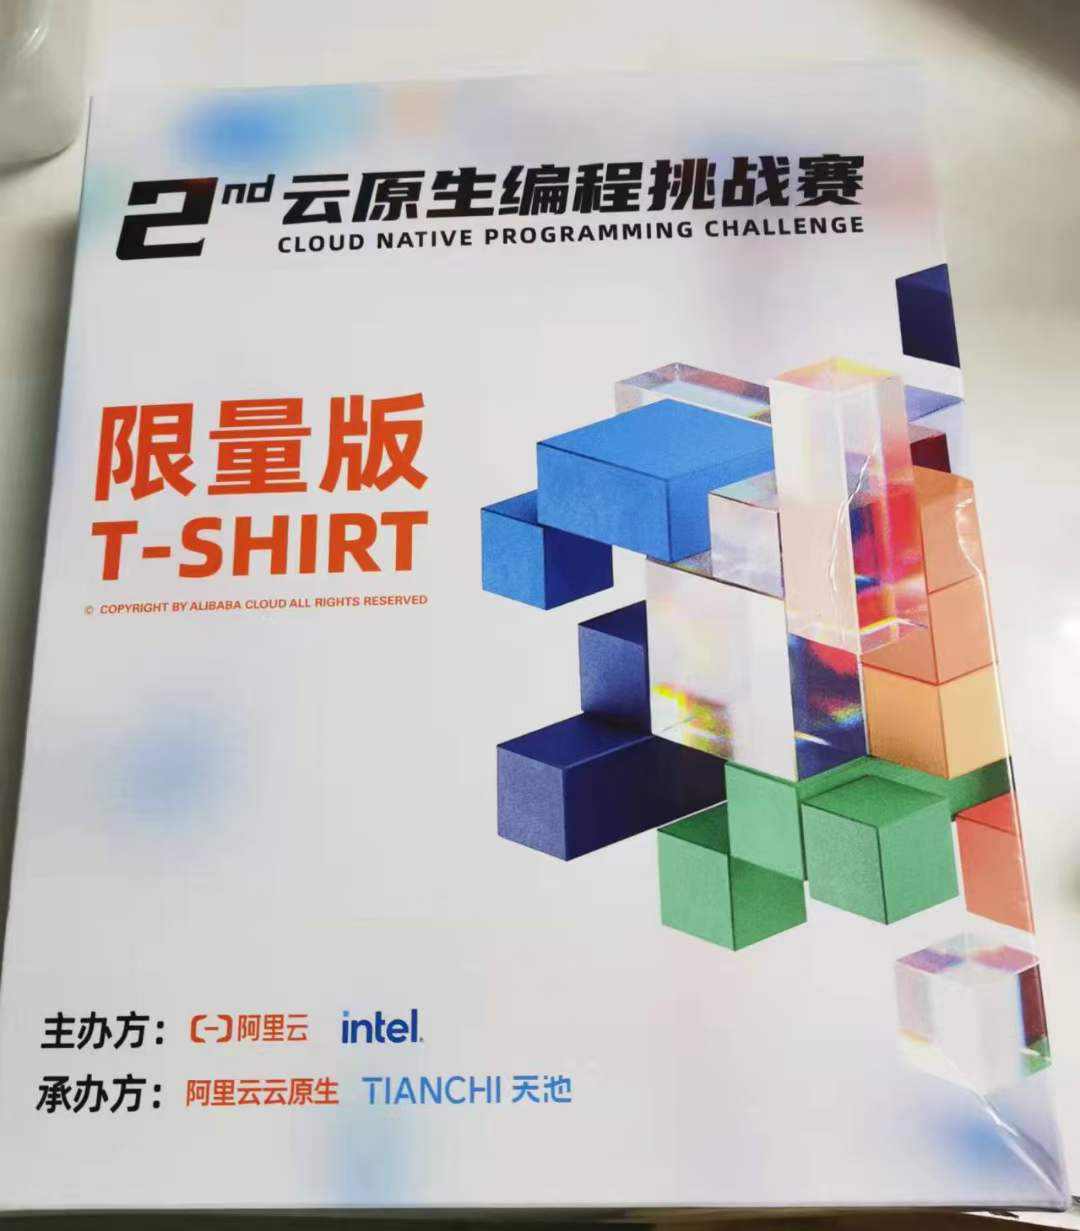 2nd 云原生编程挑战赛
CLOUD NATIVE PROGRAMMING CHALLENGE
限量版
T-SHIRT
© COPYRIGHT BY ALIBABA CLOUD ALL RIGHTS RESERVED
主办方： 阿里云 intel.
承办方： 阿里云云原生 TIANCHI 天池